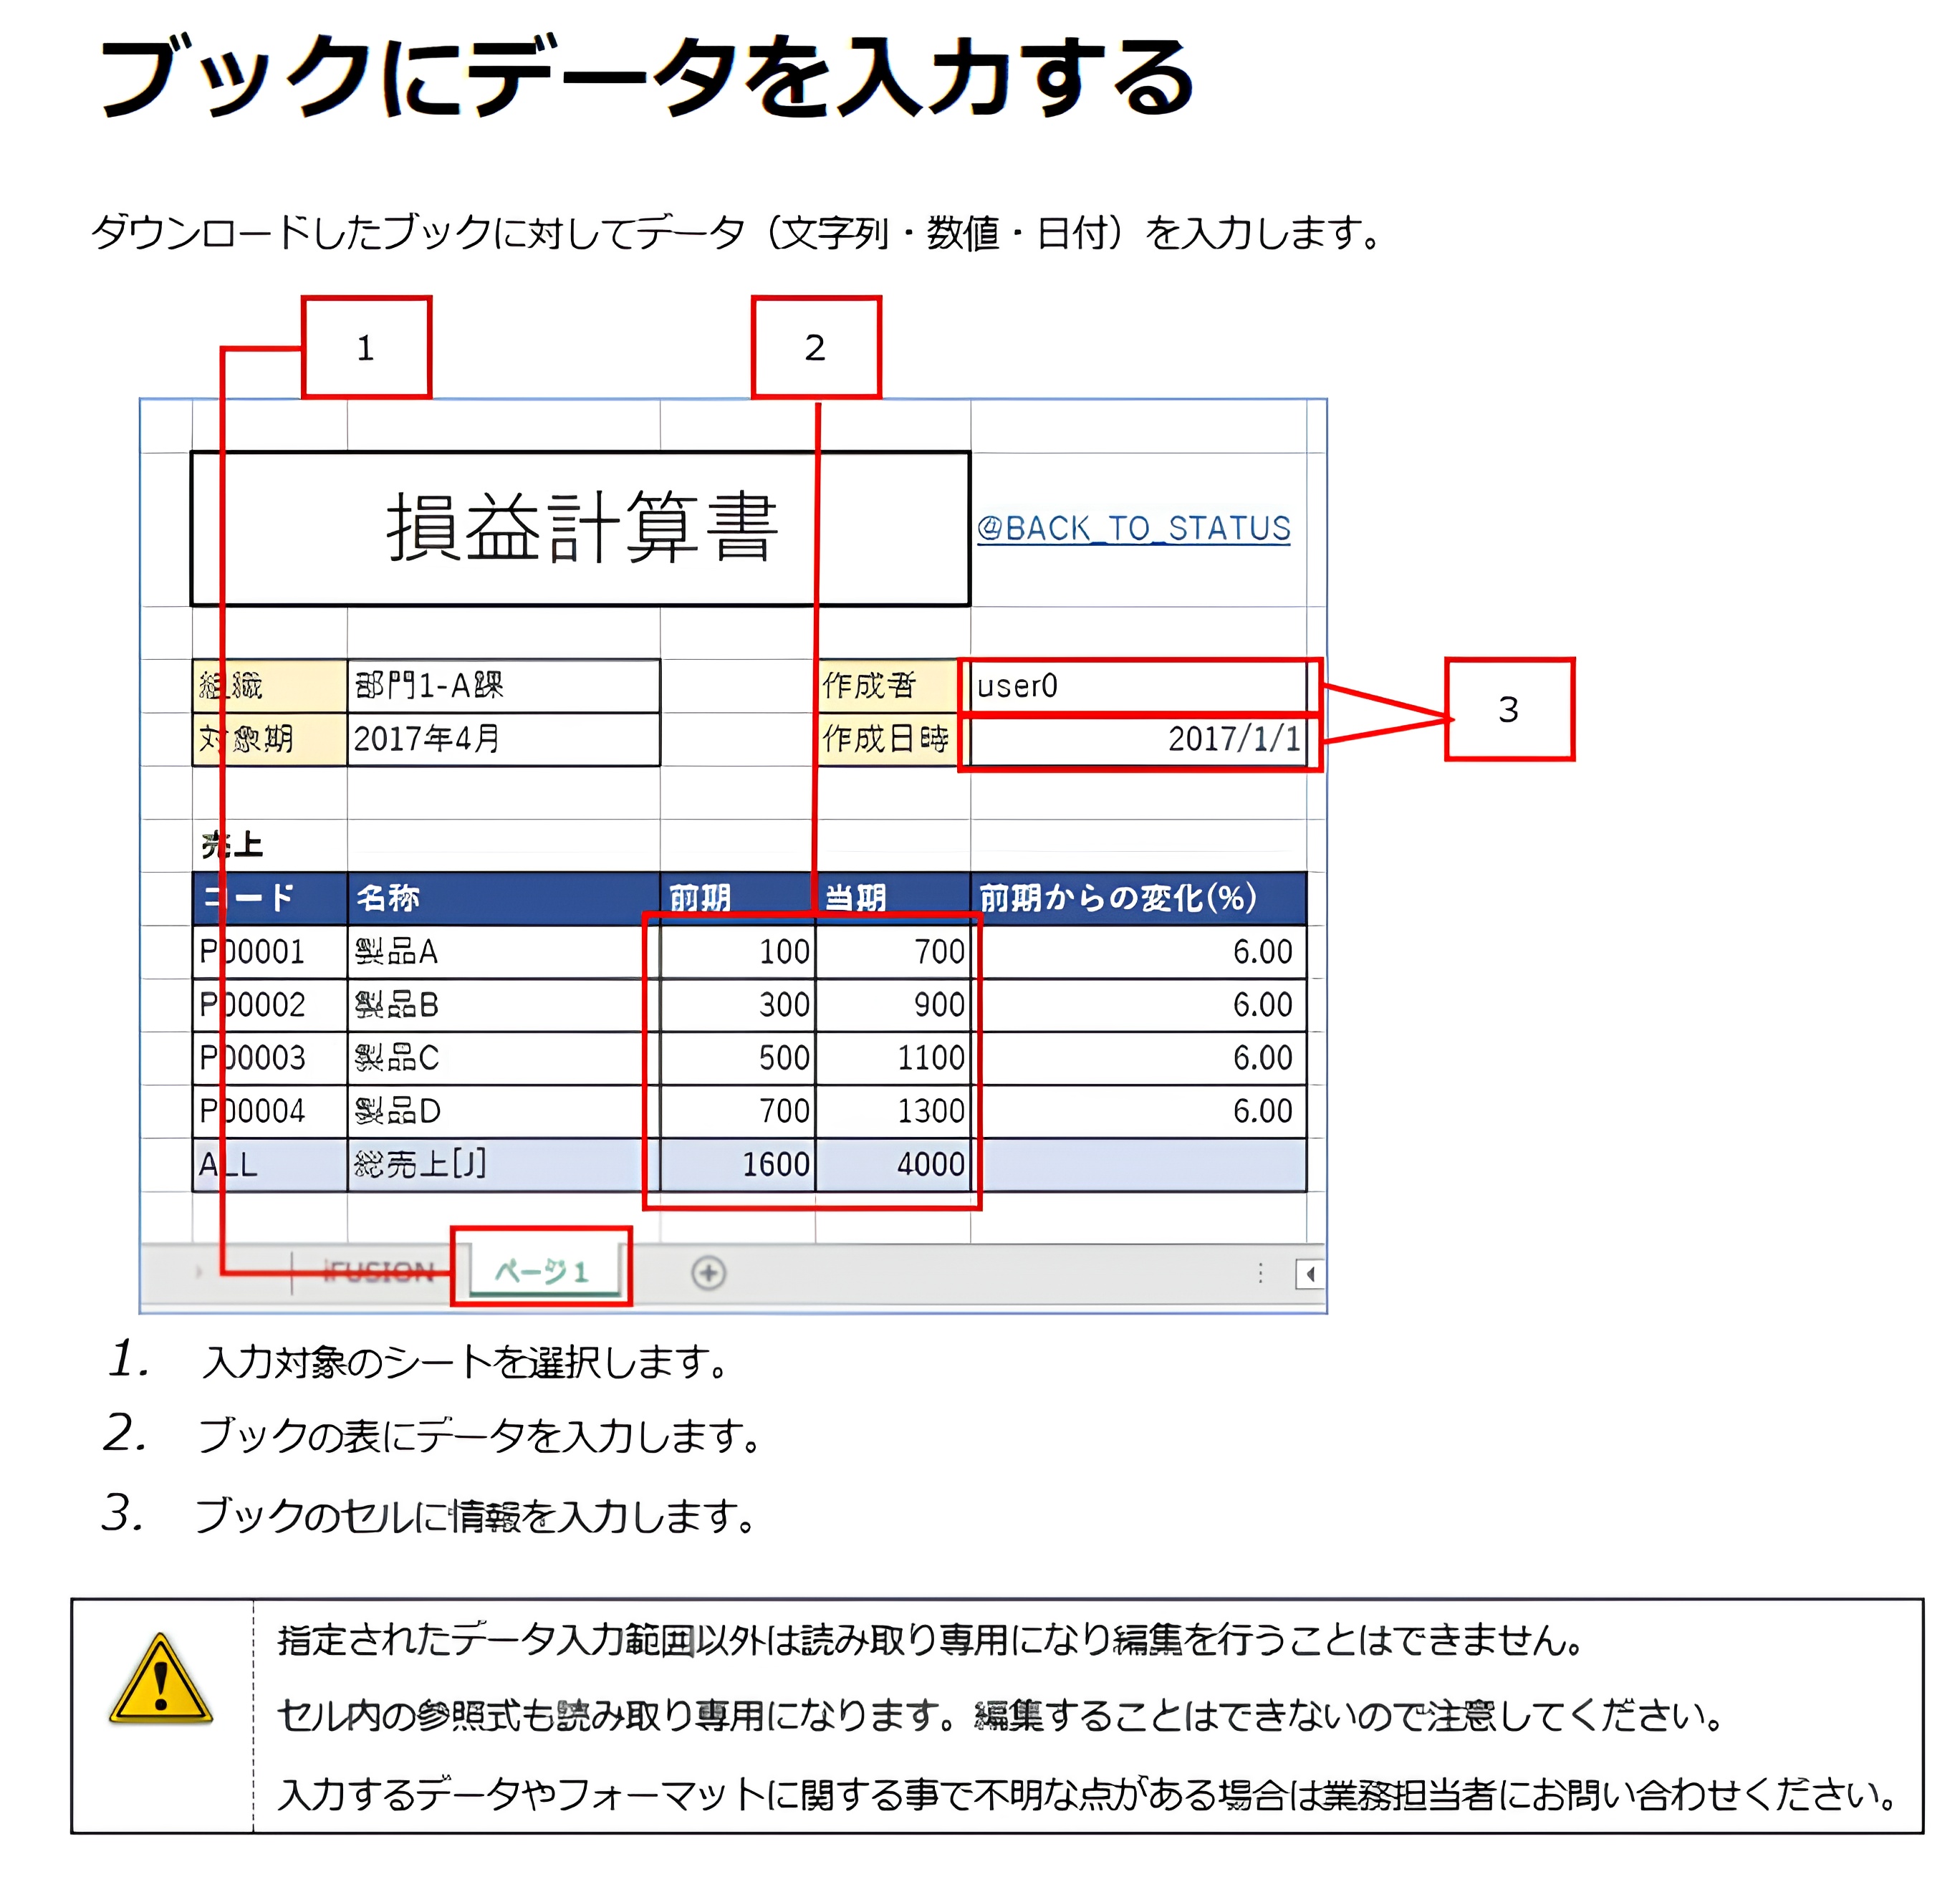 ブックにデータを入力する
ダウンロードしたブックに対してデータ（文字列・数値・日付）を入力します。
1
2
損益計算書
@BACK_TO_STATUS
組織 部門1-A課 作成者 user0
3
対象期 2017年4月 作成日時 2017/1/1
売上
コード 名称 前期 当期 前期からの変化(%)
P00001 製品A 100 700 6.00
P00002 製品B 300 900 6.00
P00003 製品C 500 1100 6.00
P00004 製品D 700 1300 6.00
ALL 総売上[J] 1600 4000
iFUSION ページ1
1. 入力対象のシートを選択します。
2. ブックの表にデータを入力します。
3. ブックのセルに情報を入力します。
指定されたデータ入力範囲以外は読み取り専用になり編集を行うことはできません。
セル内の参照式も読み取り専用になります。編集することはできないので注意してください。
入力するデータやフォーマットに関する事で不明な点がある場合は業務担当者にお問い合わせください。